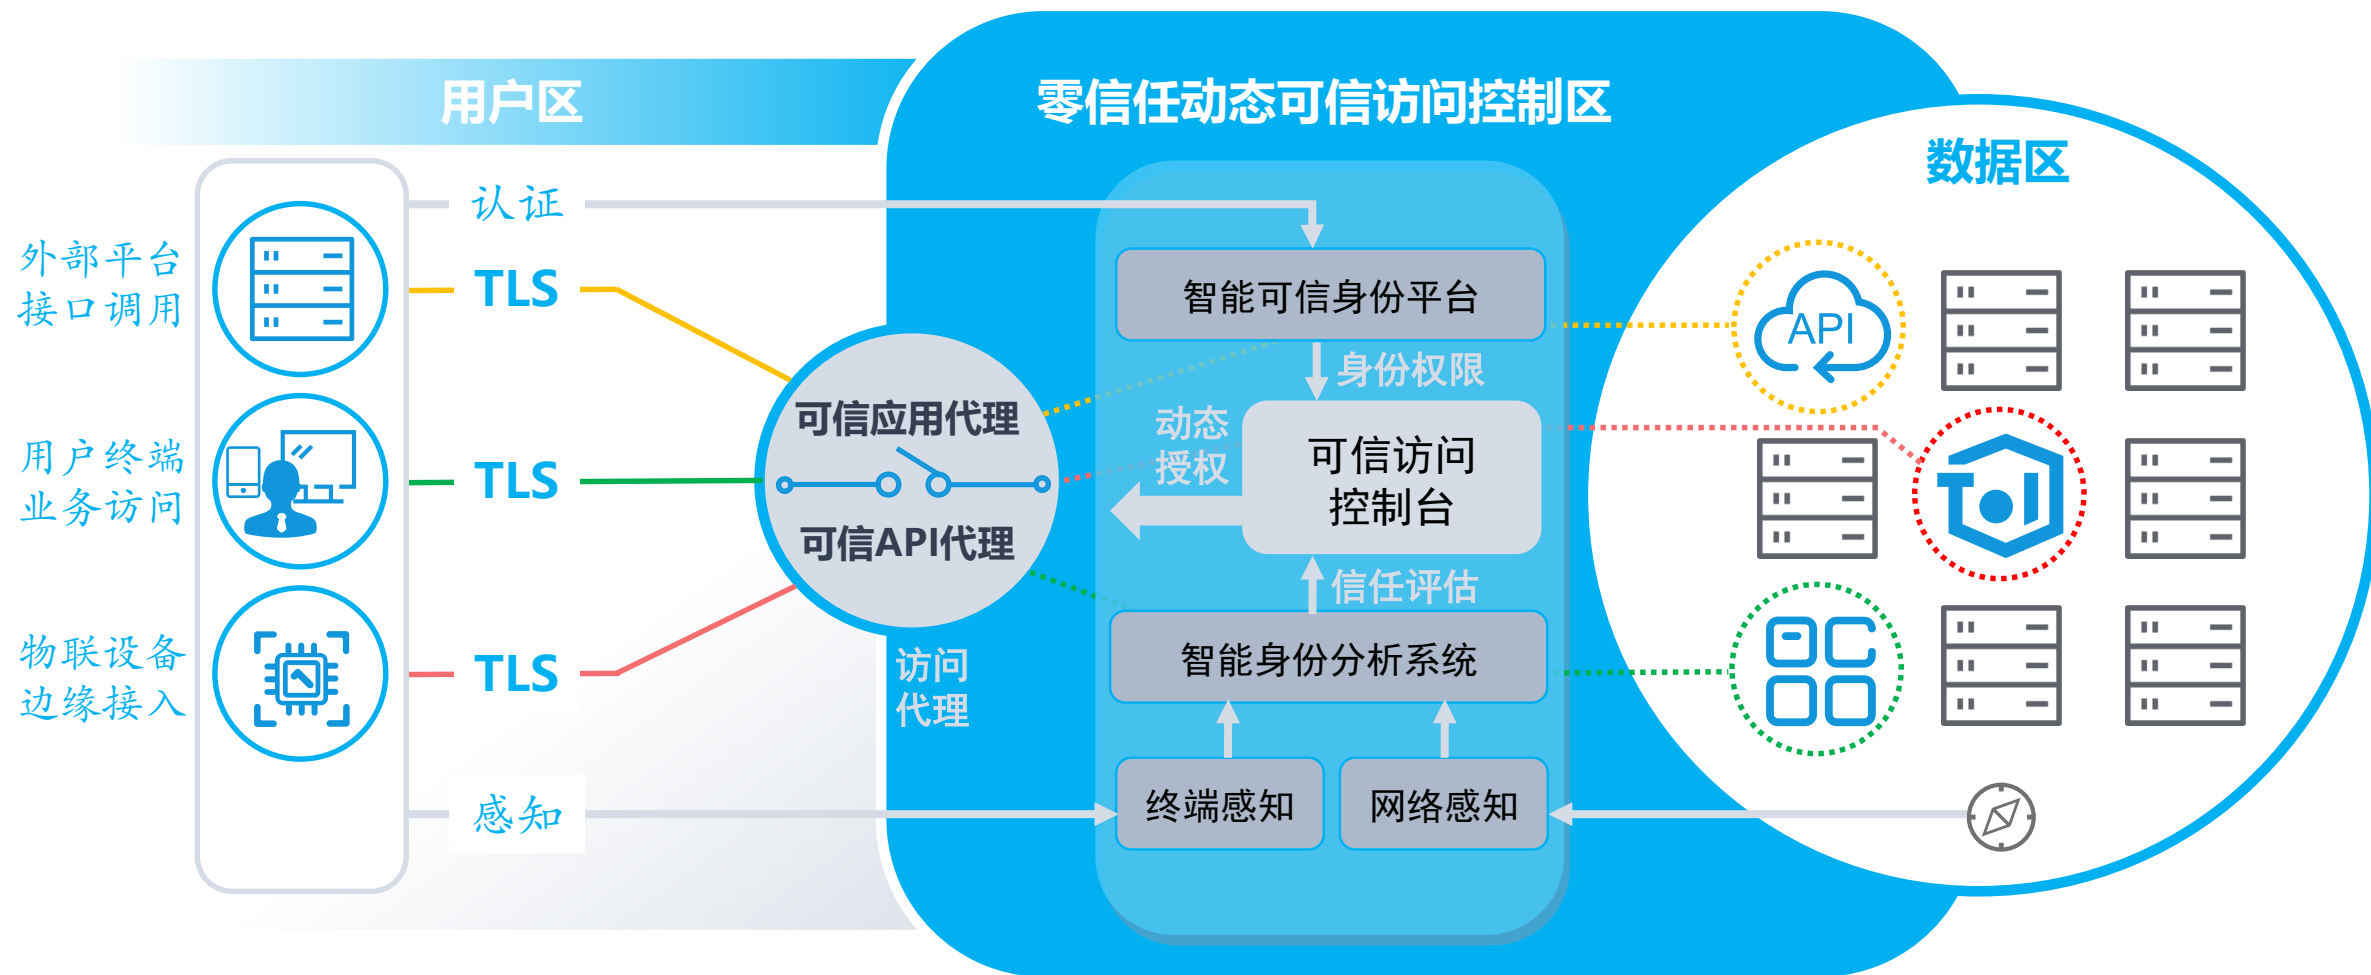 用户区
零信任动态可信访问控制区
数据区
外部平台
接口调用
用户终端
业务访问
物联设备
边缘接入
认证
TLS
TLS
TLS
感知
可信应用代理
可信API代理
访问
代理
智能可信身份平台
身份权限
动态
授权
可信访问
控制台
信任评估
智能身份分析系统
终端感知
网络感知
API